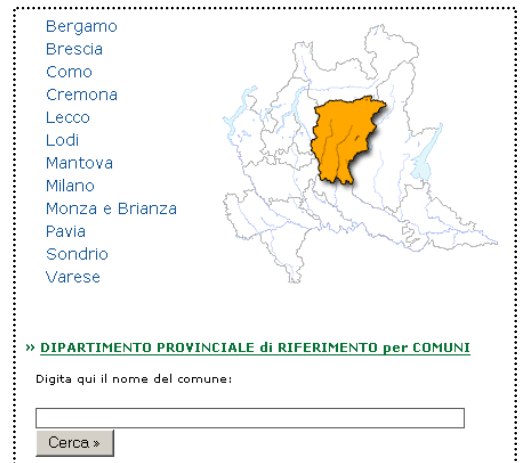 Bergamo
Brescia
Como
Cremona
Lecco
Lodi
Mantova
Milano
Monza e Brianza
Pavia
Sondrio
Varese
» DIPARTIMENTO PROVINCIALE di RIFERIMENTO per COMUNI
Digita qui il nome del comune:
Cerca »